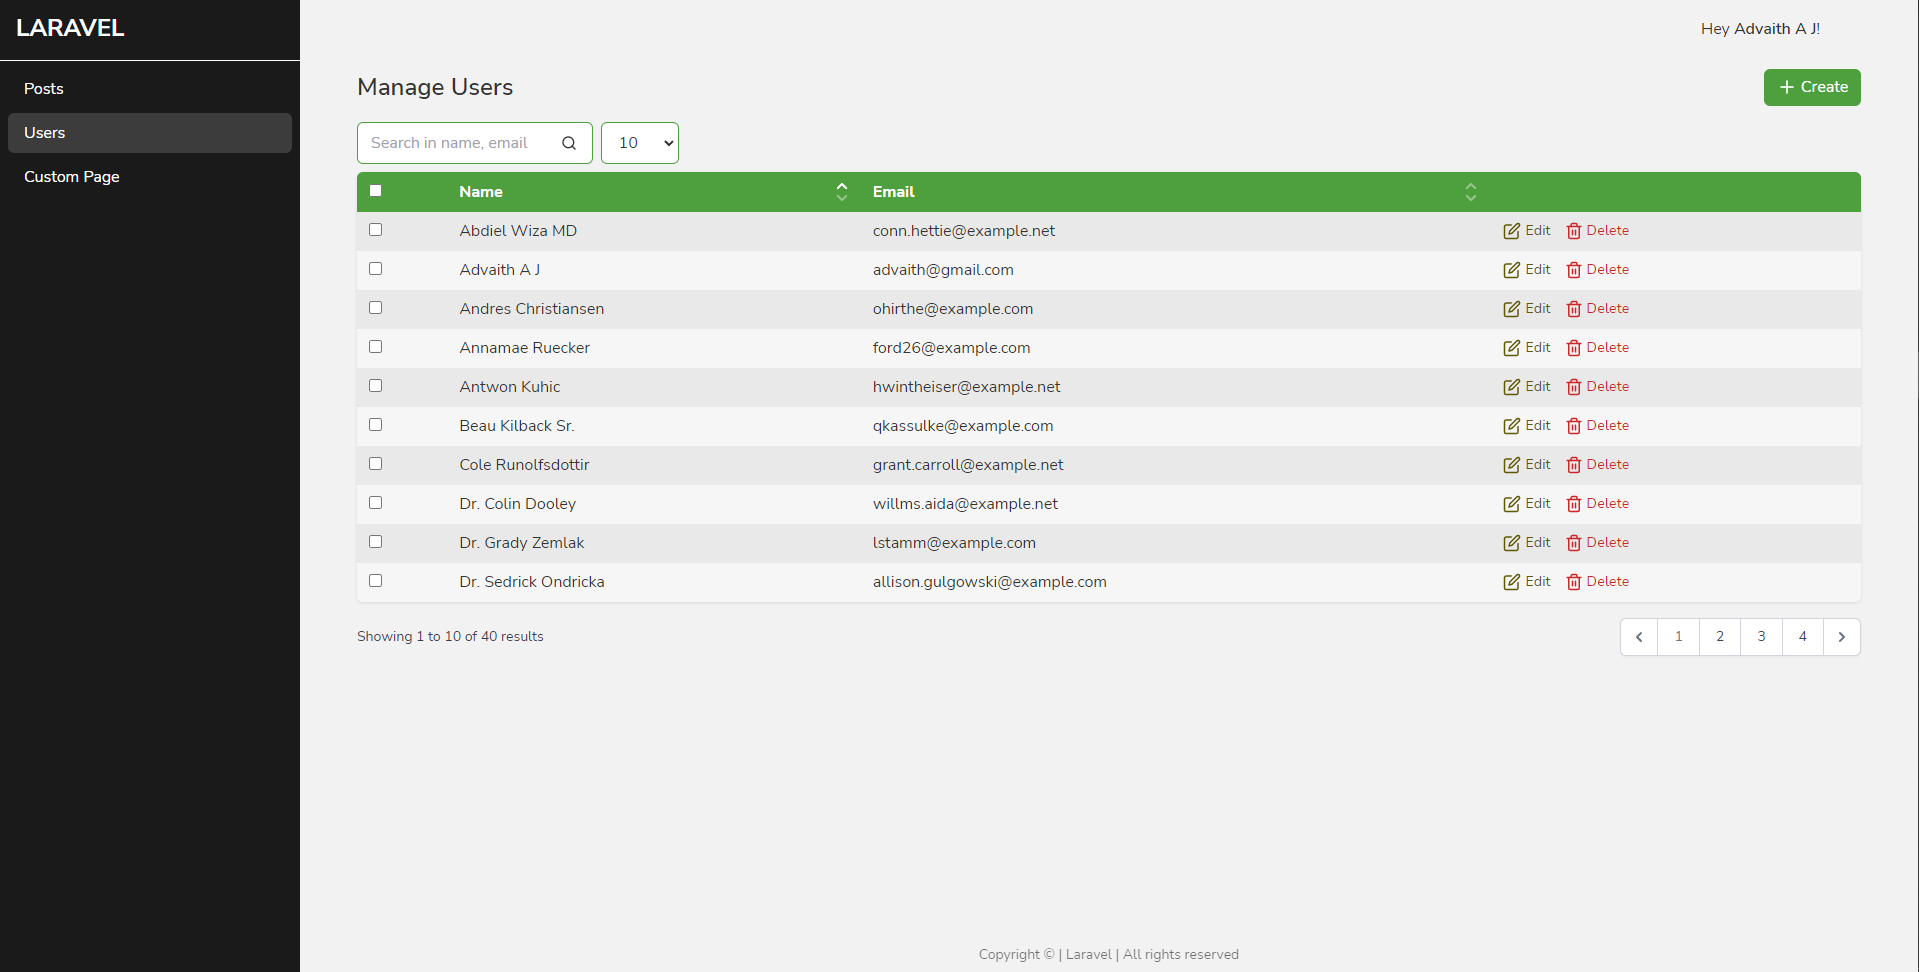 LARAVEL
Hey Advaith A J!
Posts
Users
Custom Page
Manage Users
Create
Search in name, email
10
Name Email
Abdiel Wiza MD conn.hettie@example.net Edit Delete
Advaith A J advaith@gmail.com Edit Delete
Andres Christiansen ohirthe@example.com Edit Delete
Annamae Ruecker ford26@example.com Edit Delete
Antwon Kuhic hwintheiser@example.net Edit Delete
Beau Kilback Sr. qkassulke@example.com Edit Delete
Cole Runolfsdottir grant.carroll@example.net Edit Delete
Dr. Colin Dooley willms.aida@example.net Edit Delete
Dr. Grady Zemlak lstamm@example.com Edit Delete
Dr. Sedrick Ondricka allison.gulgowski@example.com Edit Delete
Showing 1 to 10 of 40 results
1 2 3 4
Copyright © | Laravel | All rights reserved